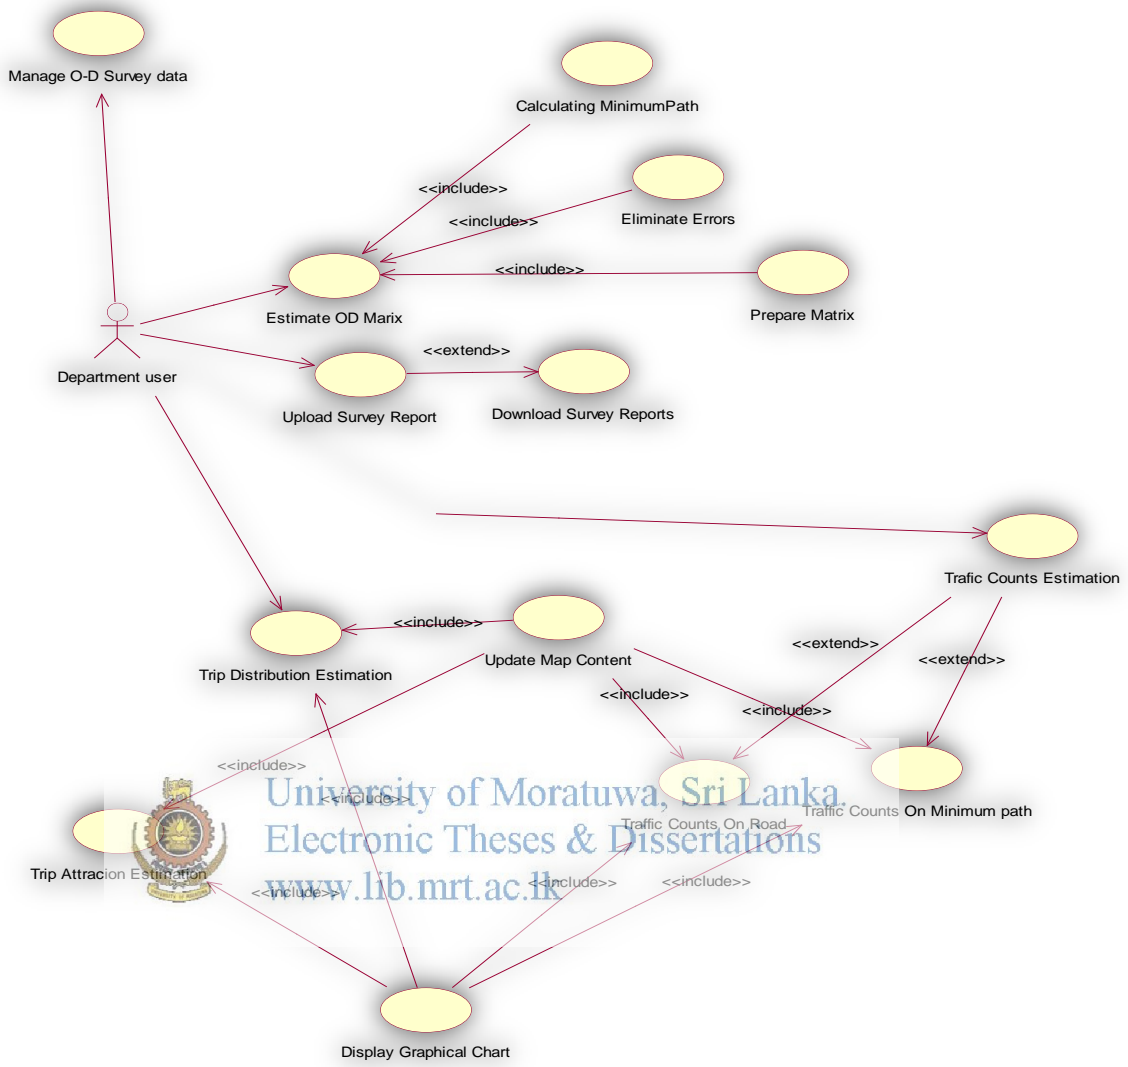 Manage O-D Survey data
Calculating MinimumPath
<<include>>
Eliminate Errors
<<include>>
<<include>>
Prepare Matrix
Estimate OD Marix
Department user
<<extend>>
Upload Survey Report
Download Survey Reports
Trafic Counts Estimation
<<include>>
<<extend>>
Update Map Content
<<extend>>
Trip Distribution Estimation
<<include>>
<<include>>
<<include>>
<<include>>
University of Moratuwa, Sri Lanka.
Traffic Counts On Minimum path
Traffic Counts On Road
Electronic Theses & Dissertations
Trip Attracion Estimation
<<include>>
www.lib.mrt.ac.lk
<<include>>
<<include>>
Display Graphical Chart